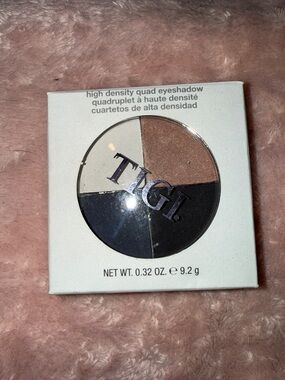 high density quad eyeshadow
quadruplet à haute densité
cuartetos de alta densidad
TIGI
NET WT. 0.32 OZ. ℮ 9.2 g